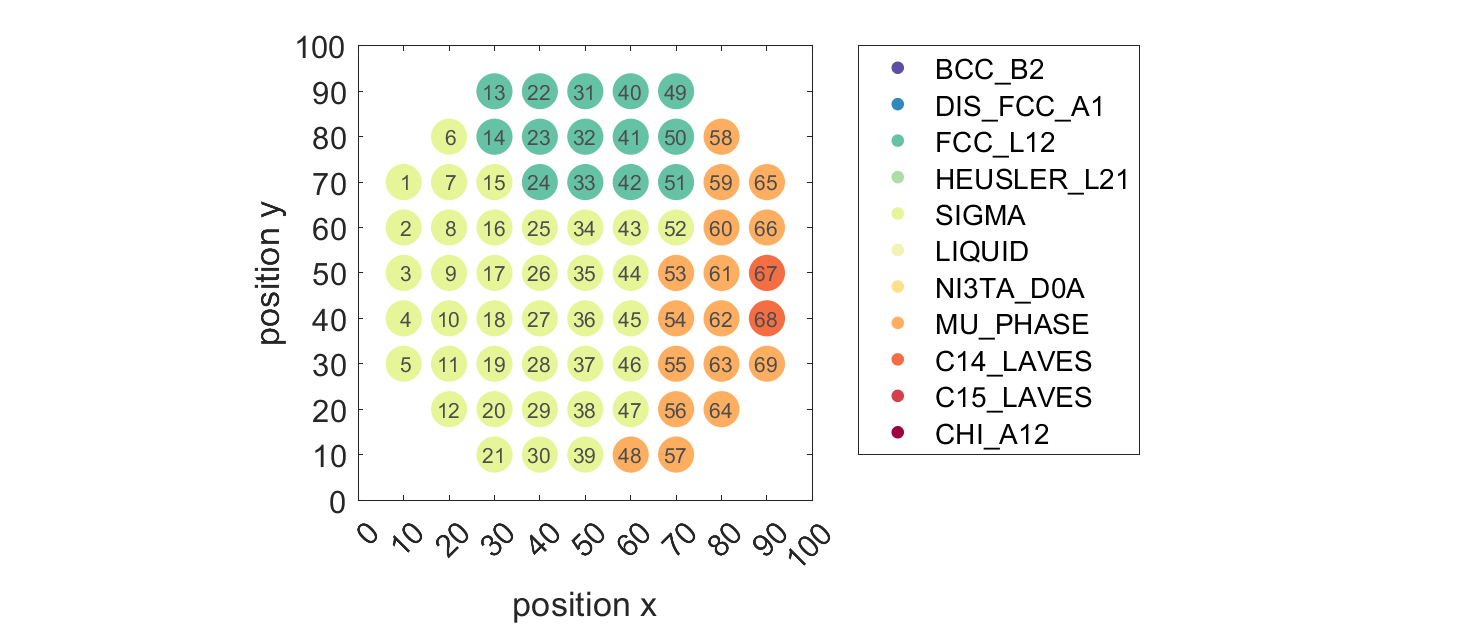 100
90
80
70
60
50
40
30
20
10
0
position y
13 22 31 40 49
6 14 23 32 41 50 58
1 7 15 24 33 42 51 59 65
2 8 16 25 34 43 52 60 66
3 9 17 26 35 44 53 61 67
4 10 18 27 36 45 54 62 68
5 11 19 28 37 46 55 63 69
12 20 29 38 47 56 64
21 30 39 48 57
0 10 20 30 40 50 60 70 80 90 100
position x
BCC_B2
DIS_FCC_A1
FCC_L12
HEUSLER_L21
SIGMA
LIQUID
NI3TA_D0A
MU_PHASE
C14_LAVES
C15_LAVES
CHI_A12